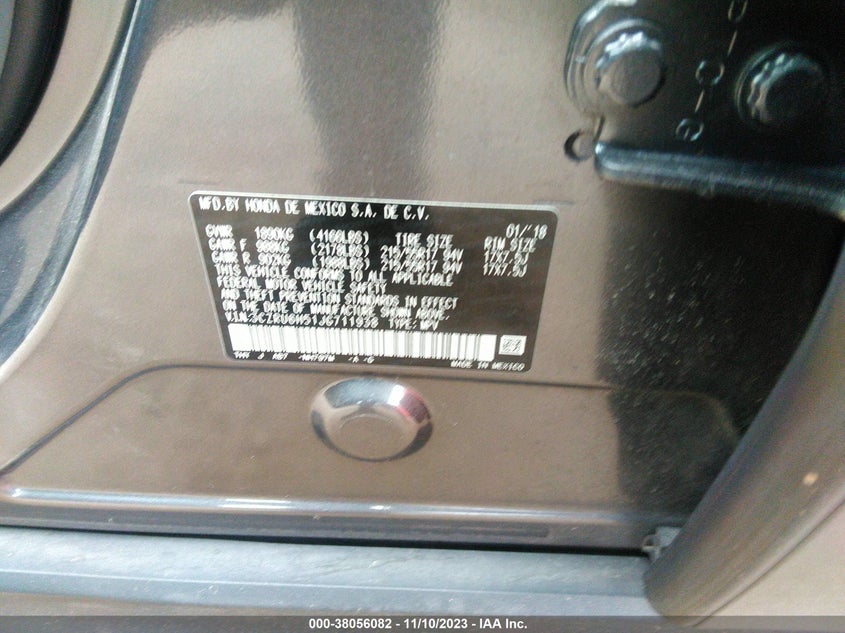 MFD.BY HONDA DE MEXICO S.A. DE C.V.
01/'18
GVWR 1890KG (4166LBS) TIRE SIZE RIM SIZE
GAWR F 988KG (2178LBS) 215/55R17 94V 17X7.5J
GAWR R 215/55R17 94V 17X7.5J
THIS VEHICLE CONFORMS TO ALL APPLICABLE
FEDERAL MOTOR VEHICLE SAFETY
AND THEFT PREVENTION STANDARDS IN EFFECT
ON THE DATE OF MANUFACTURE SHOWN ABOVE.
VIN:3CZRU6H51JG711938 TYPE: MPV
J NH797M -A -G
MADE IN MEXICO
000-38056082 — 11/10/2023 — IAA Inc.